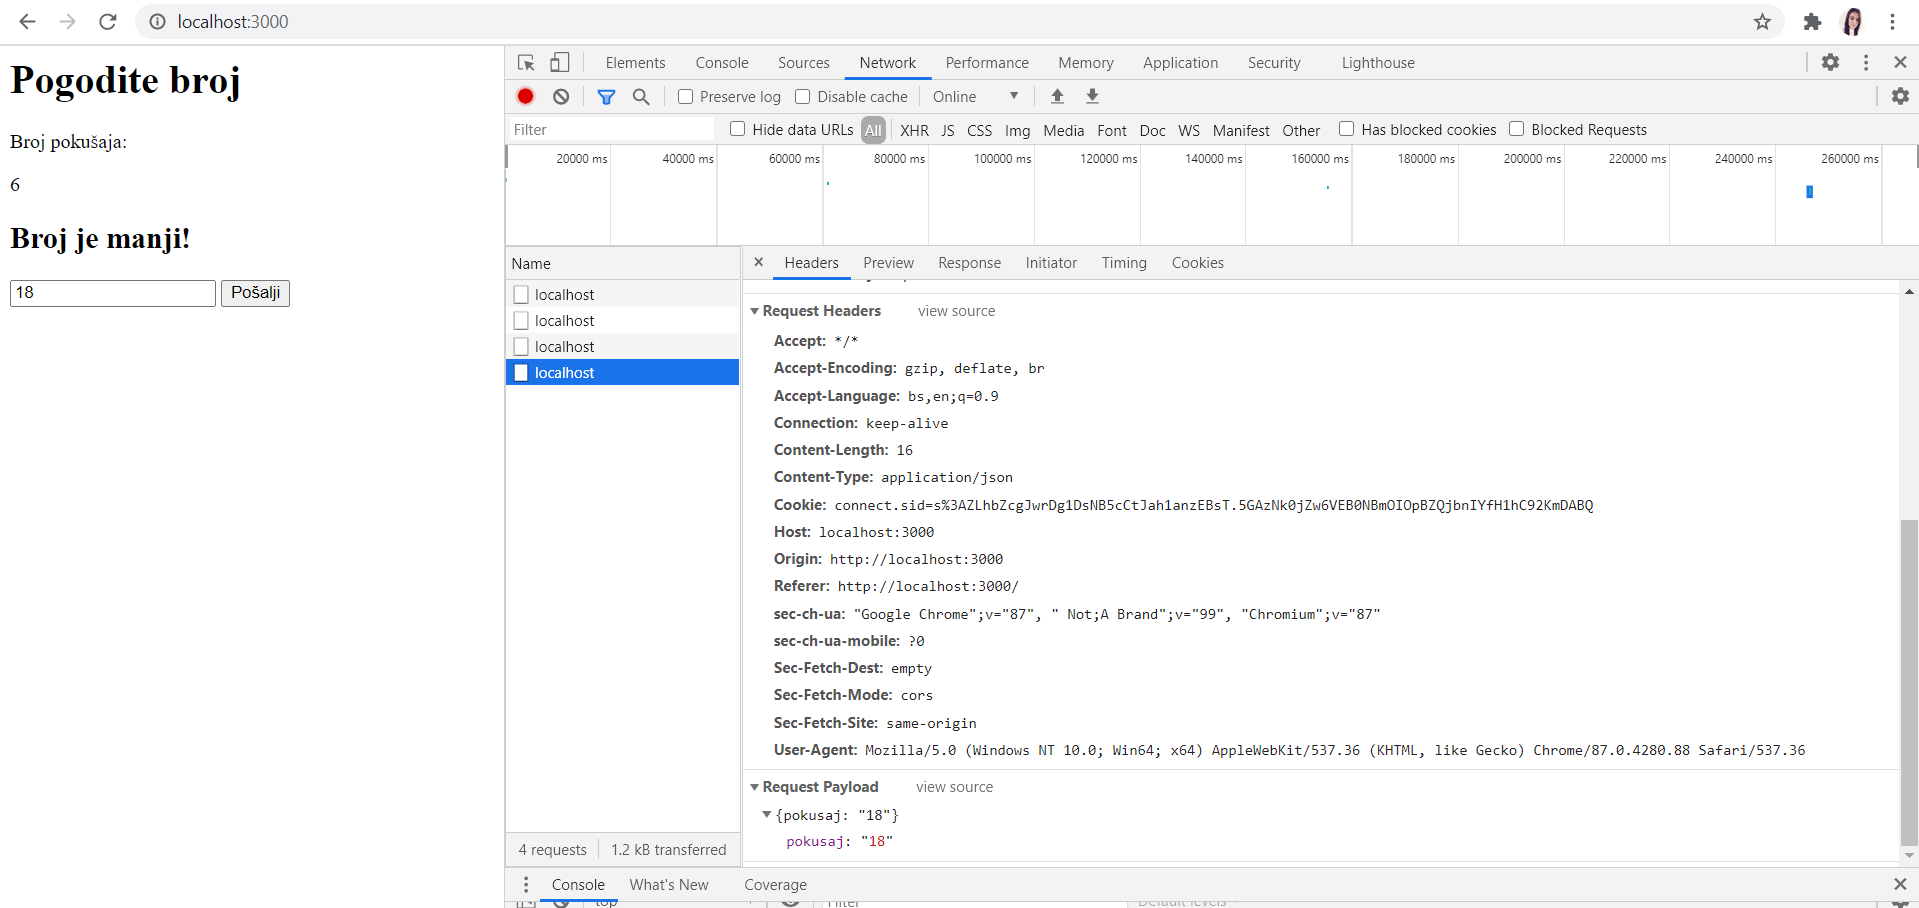 localhost:3000
Pogodite broj
Broj pokušaja:
6
Broj je manji!
18 Pošalji
Elements Console Sources Network Performance Memory Application Security Lighthouse
Preserve log Disable cache Online
Filter Hide data URLs All XHR JS CSS Img Media Font Doc WS Manifest Other Has blocked cookies Blocked Requests
20000 ms 40000 ms 60000 ms 80000 ms 100000 ms 120000 ms 140000 ms 160000 ms 180000 ms 200000 ms 220000 ms 240000 ms 260000 ms
Name
localhost
localhost
localhost
localhost
4 requests 1.2 kB transferred
Headers Preview Response Initiator Timing Cookies
Request Headers view source
Accept: */*
Accept-Encoding: gzip, deflate, br
Accept-Language: bs,en;q=0.9
Connection: keep-alive
Content-Length: 16
Content-Type: application/json
Cookie: connect.sid=s%3AZLhbZcgJwrDg1DsNB5cCtJah1anzEBsT.5GAzNk0jZw6VEB0NBmOIOpBZQjbnIYfH1hC92KmDABQ
Host: localhost:3000
Origin: http://localhost:3000
Referer: http://localhost:3000/
sec-ch-ua: "Google Chrome";v="87", " Not;A Brand";v="99", "Chromium";v="87"
sec-ch-ua-mobile: ?0
Sec-Fetch-Dest: empty
Sec-Fetch-Mode: cors
Sec-Fetch-Site: same-origin
User-Agent: Mozilla/5.0 (Windows NT 10.0; Win64; x64) AppleWebKit/537.36 (KHTML, like Gecko) Chrome/87.0.4280.88 Safari/537.36
Request Payload view source
{pokusaj: "18"}
pokusaj: "18"
Console What's New Coverage
top Filter Default levels